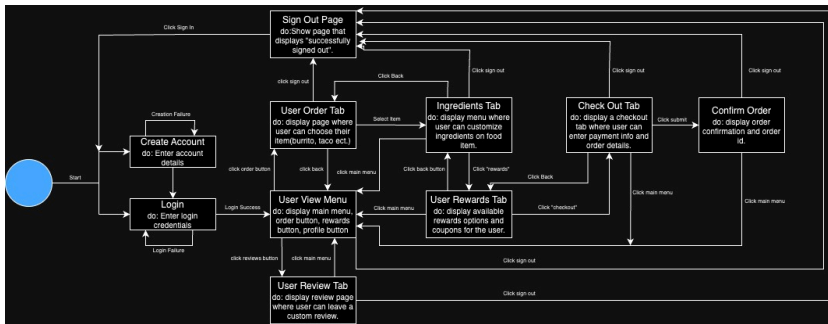 Sign Out Page
do:Show page that
displays "successfully
signed out".
Click Sign In
click sign out
Click Back
Click sign out
Click sign out
Click sign out
Creation Failure
Create Account
do: Enter account
details
User Order Tab
do: display page where
user can choose their
item(burrito, taco ect.)
Select item
Ingredients Tab
do: display menu where
user can customize
ingredients on food
item.
Check Out Tab
do: display a checkout
tab where user can
enter payment info and
order details.
Click submit
Confirm Order
do: display order
confirmation and order
id.
Start
click order button
click back
click main menu
Click back button
Click "rewards"
Click Back
Click main menu
Click main menu
Login
do: Enter login
credentials
Login Failure
Login Success
User View Menu
do: display main menu,
order button, rewards
button, profile button
Click main menu
User Rewards Tab
do: display available
rewards options and
coupons for the user.
Click "checkout"
click reviews button
click main menu
Click sign out
User Review Tab
do: display review page
where user can leave a
custom review.
Click sign out